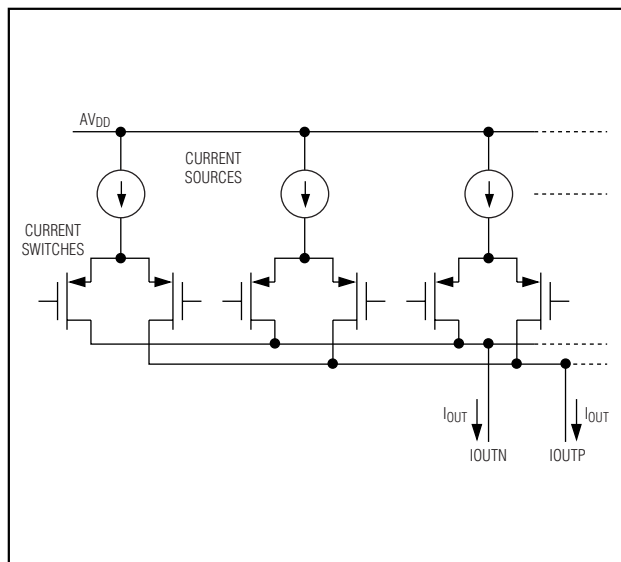 AVDD
CURRENT
SOURCES
CURRENT
SWITCHES
IOUT
IOUT
IOUTN
IOUTP